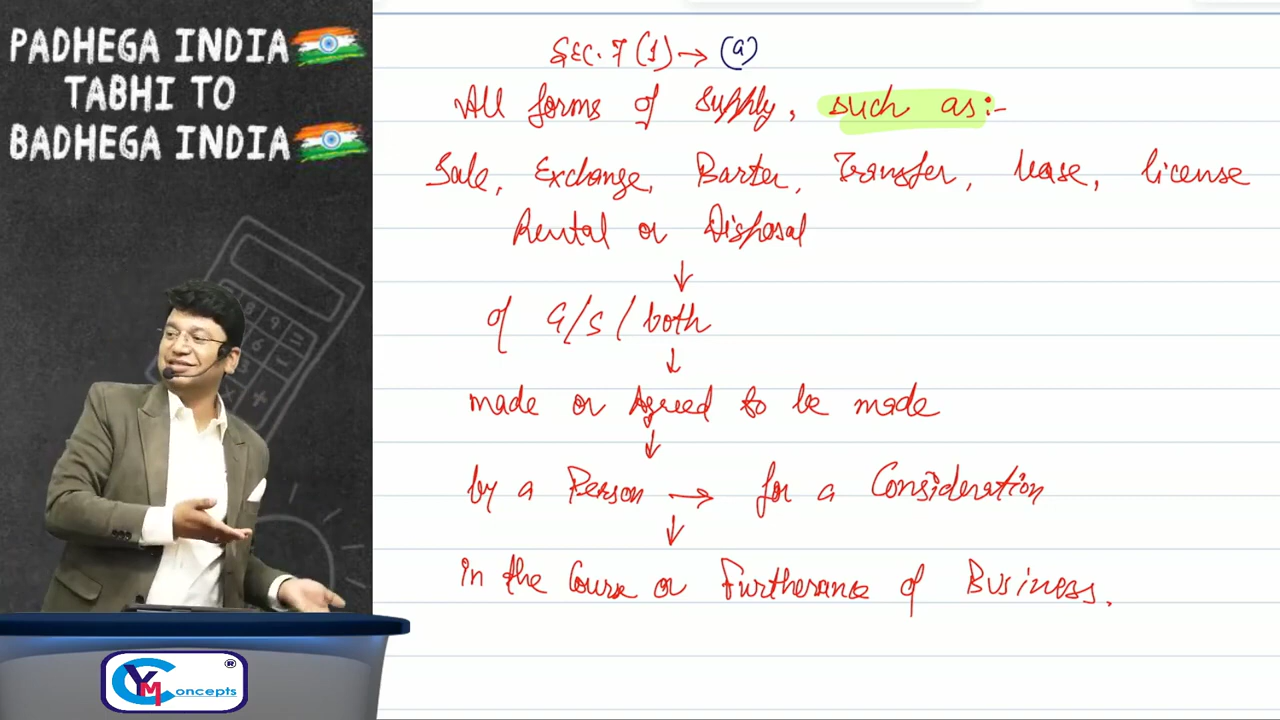 PADHEGA INDIA
TABHI TO
BADHEGA INDIA
Sec. 7 (1) → (a)
All forms of Supply, such as:-
Sale, Exchange, Barter, Transfer, lease, license
Rental or Disposal
↓
of G/S/both
↓
made or Agreed to be made
↓
by a Person → for a Consideration
↓
in the Course or Furtherance of Business.
YM Concepts ®